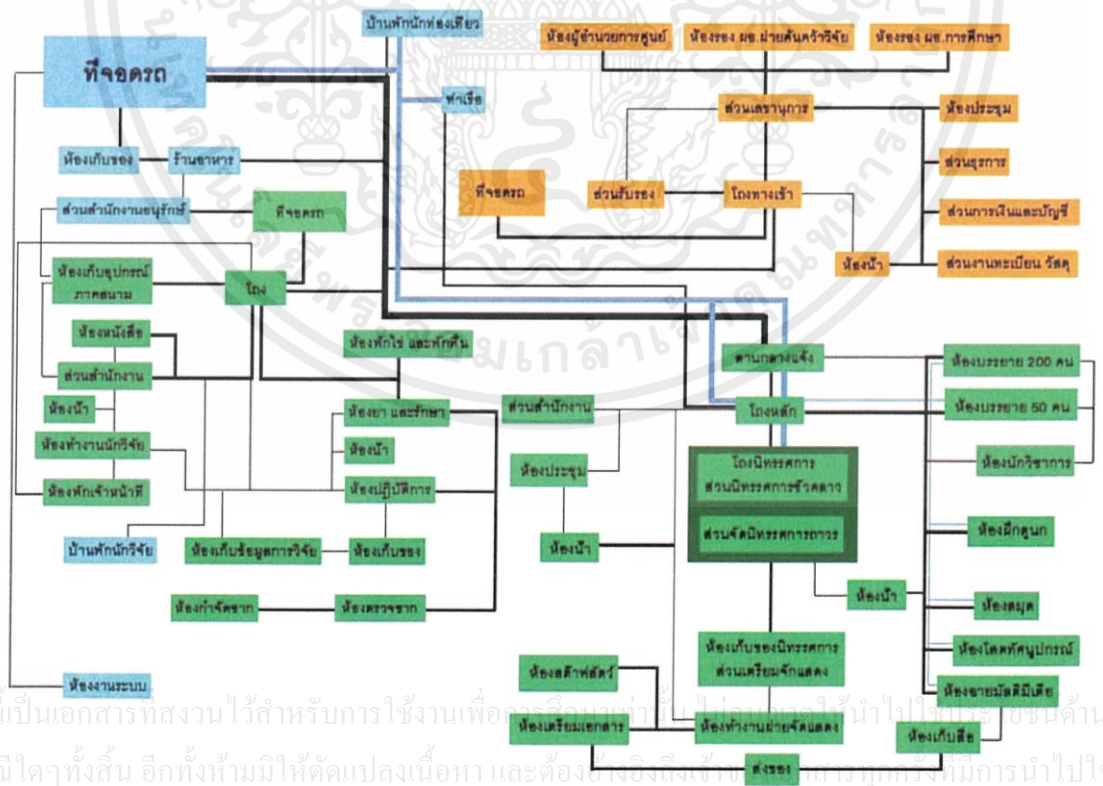 บ้านพักนักท่องเที่ยว
ห้องผู้อำนวยการศูนย์
ห้องรอง ผอ.ฝ่ายค้นคว้าวิจัย
ห้องรอง ผอ.การศึกษา
ที่จอดรถ
ท่าเรือ
ส่วนเลขานุการ
ห้องประชุม
ห้องเก็บของ
ร้านอาหาร
ส่วนธุรการ
ที่จอดรถ
ส่วนรับรอง
โถงทางเข้า
ส่วนสำนักงานอนุรักษ์
ที่จอดรถ
ส่วนการเงินและบัญชี
ห้องน้ำ
ส่วนงานทะเบียน วัสดุ
ห้องเก็บอุปกรณ์
ภาคสนาม
โถง
ห้องหนังสือ
ห้องพักไข่ และพักฟื้น
ลานกลางแจ้ง
ห้องบรรยาย 200 คน
ส่วนสำนักงาน
ห้องน้ำ
ห้องยา และรักษา
ส่วนสำนักงาน
โถงหลัก
ห้องบรรยาย 50 คน
ห้องทำงานนักวิจัย
ห้องน้ำ
ห้องประชุม
โถงนิทรรศการ
ส่วนนิทรรศการชั่วคราว
ห้องนักวิชาการ
ห้องพักเจ้าหน้าที่
ห้องปฏิบัติการ
บ้านพักนักวิจัย
ห้องเก็บข้อมูลการวิจัย
ห้องเก็บของ
ห้องน้ำ
ส่วนจัดนิทรรศการถาวร
ห้องฝึกดูนก
ห้องกำจัดซาก
ห้องตรวจซาก
ห้องน้ำ
ห้องสมุด
ห้องเก็บของนิทรรศการ
ส่วนเตรียมจัดแสดง
ห้องโสตทัศนูปกรณ์
ห้องสต๊าฟสัตว์
ห้องงานระบบ
ห้องฉายมัลติมีเดีย
ห้องเตรียมเอกสาร
ห้องทำงานฝ่ายจัดแสดง
ห้องเก็บสื่อ
ส่งของ